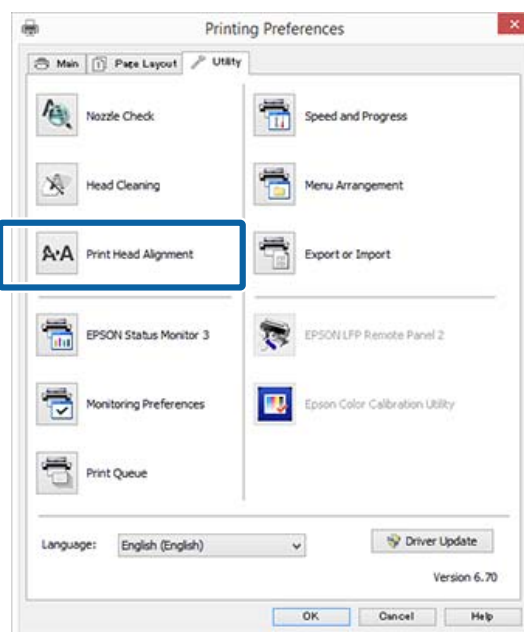 Printing Preferences
Main Page Layout Utility
Nozzle Check Speed and Progress
Head Cleaning Menu Arrangement
A·A Print Head Alignment Export or Import
EPSON Status Monitor 3 EPSON LFP Remote Panel 2
Monitoring Preferences Epson Color Calibration Utility
Print Queue
Language: English (English) Driver Update
Version 6.70
OK Cancel Help